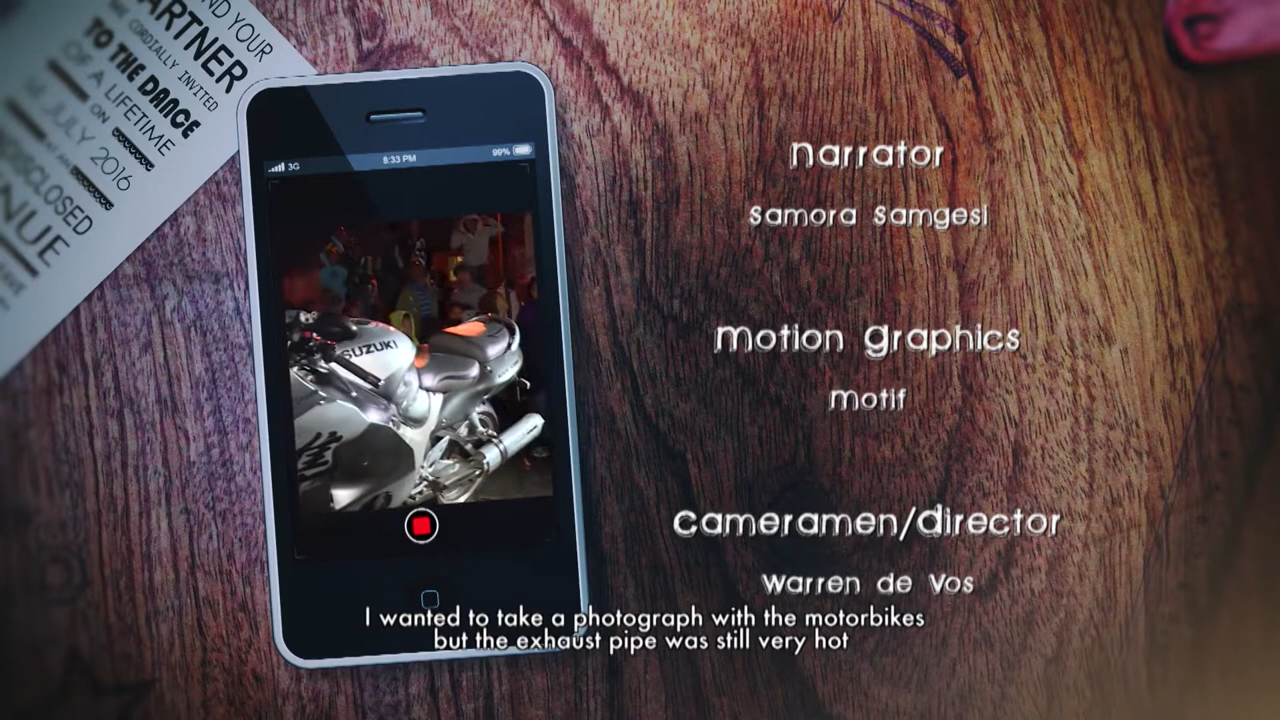 ND YOUR
ARTNER
CORDIALLY INVITED
TO THE DANCE
OF A LIFETIME
ON
JULY 2016
3G 8:33 PM 99%
SUZUKI
Narrator
Samora Samgesi
Motion Graphics
Motif
Cameramen/Director
Warren de Vos
I wanted to take a photograph with the motorbikes
but the exhaust pipe was still very hot